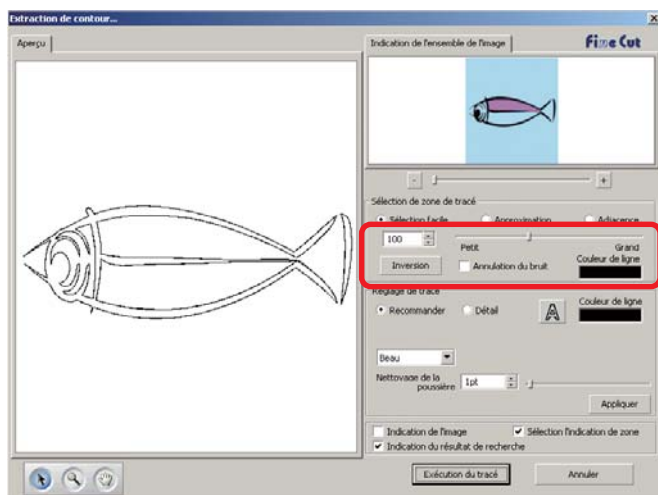 Extraction de contour...
Aperçu
Indication de l'ensemble de l'image
Fine Cut
- +
Sélection de zone de tracé
Sélection facile Approximation Adjacence
100
Petit Grand
Inversion Annulation du bruit Couleur de ligne
Réglage de tracé
Recommander Détail A Couleur de ligne
Beau
Nettoyage de la poussière 1pt
Appliquer
Indication de l'image Sélection l'indication de zone
Indication du résultat de recherche
Exécution du tracé Annuler